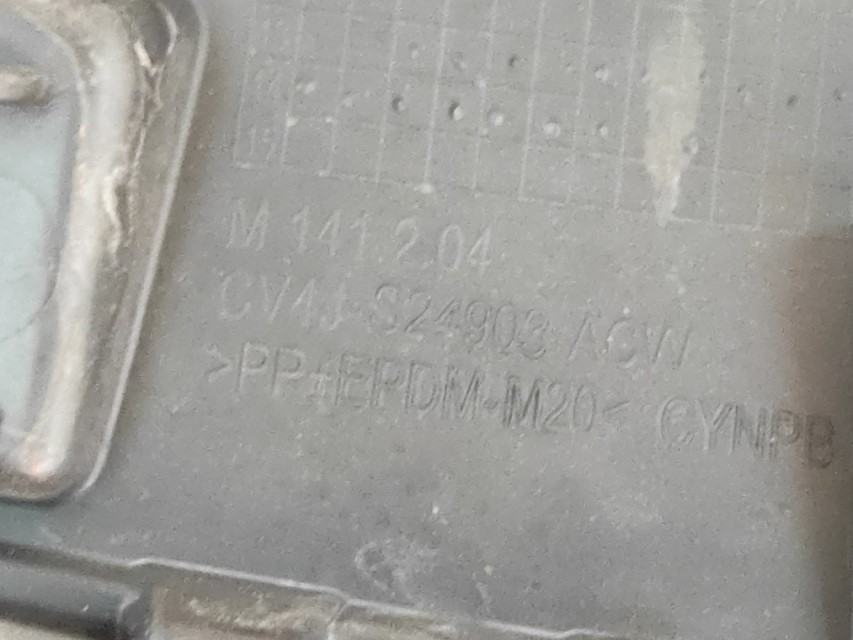 M 141.2.04
CV4J-S24903-ACW
>PP+EPDM-M20< CYNPB